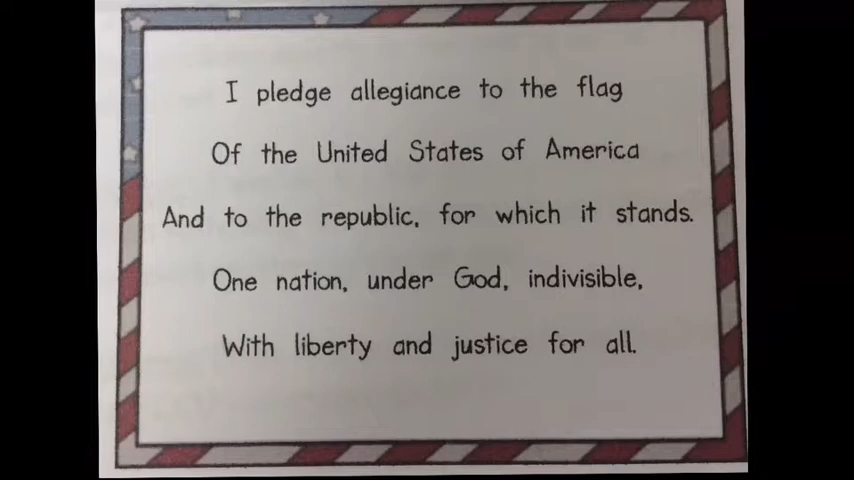 I pledge allegiance to the flag
Of the United States of America
And to the republic, for which it stands.
One nation, under God, indivisible,
With liberty and justice for all.